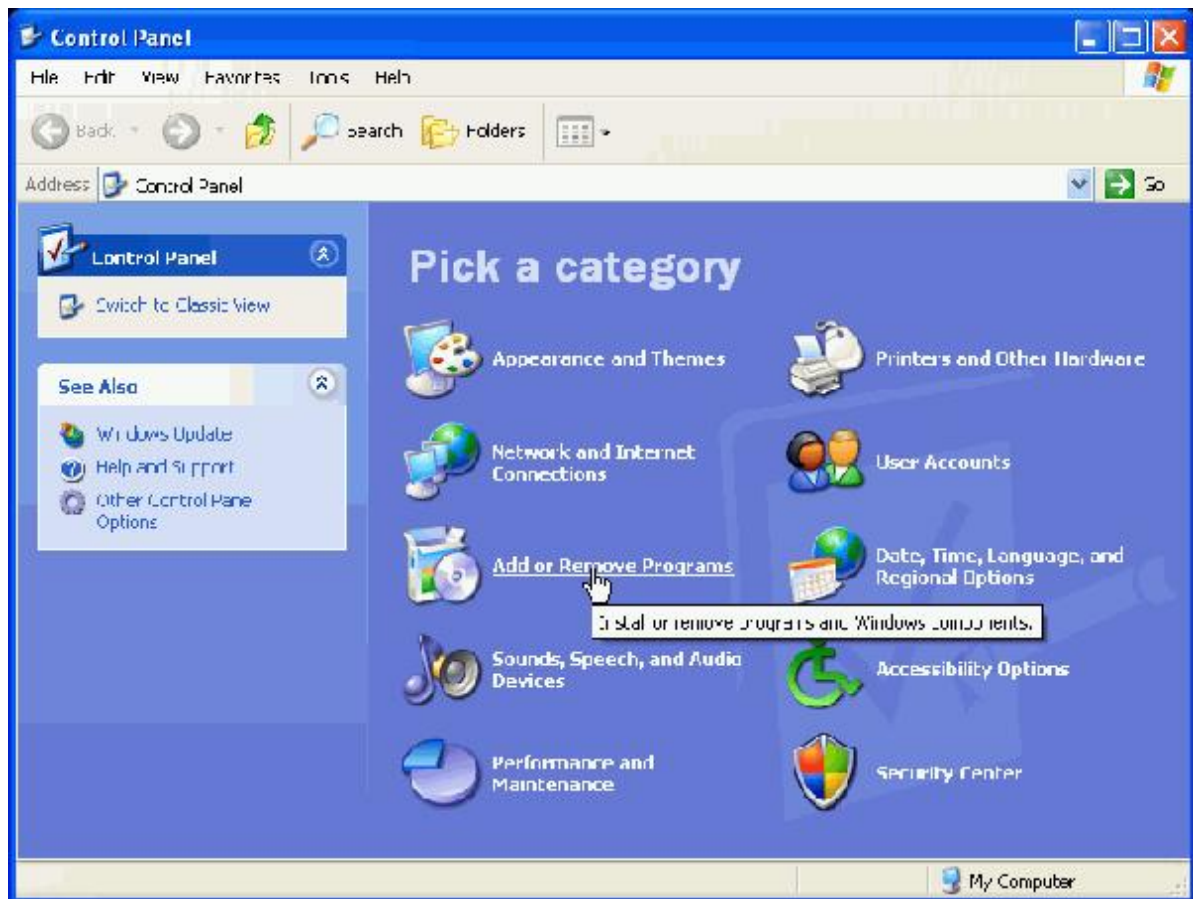 Control Panel
File Edit View Favorites Tools Help
Back Search Folders
Address Control Panel Go
Control Panel
Switch to Classic View
See Also
Windows Update
Help and Support
Other Control Panel
Options
Pick a category
Appearance and Themes
Printers and Other Hardware
Network and Internet
Connections
User Accounts
Add or Remove Programs
Date, Time, Language, and
Regional Options
Install or remove programs and Windows components.
Sounds, Speech, and Audio
Devices
Accessibility Options
Performance and
Maintenance
Security Center
My Computer